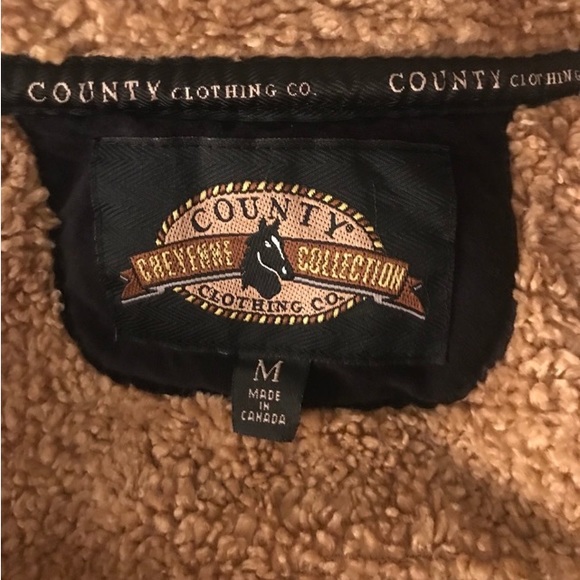 COUNTY CLOTHING CO. COUNTY CLOTHING
COUNTY®
CHEYENNE COLLECTION
CLOTHING CO.
M
MADE
IN
CANADA